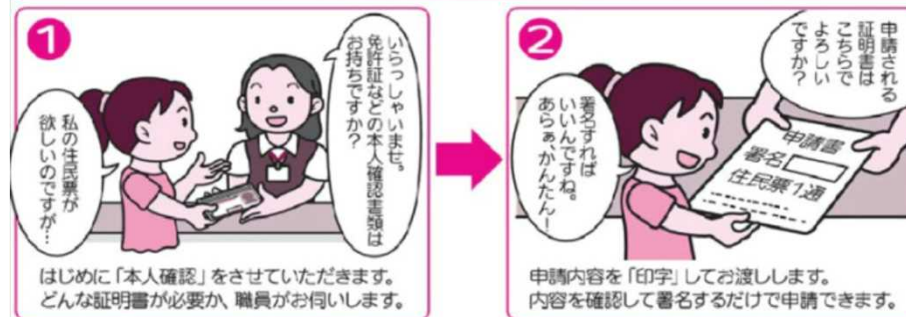 1
いらっしゃいませ。
免許証などの本人確認書類は
お持ちですか?
私の住民票が
欲しいのですが…
はじめに「本人確認」をさせていただきます。
どんな証明書が必要か、職員がお伺いします。
2
申請される
証明書は
こちらで
よろしい
ですか?
署名すれば
いいんですね。
あらぁ、かんたん!
申請書
署名
住民票1通
申請内容を「印字」してお渡しします。
内容を確認して署名するだけで申請できます。